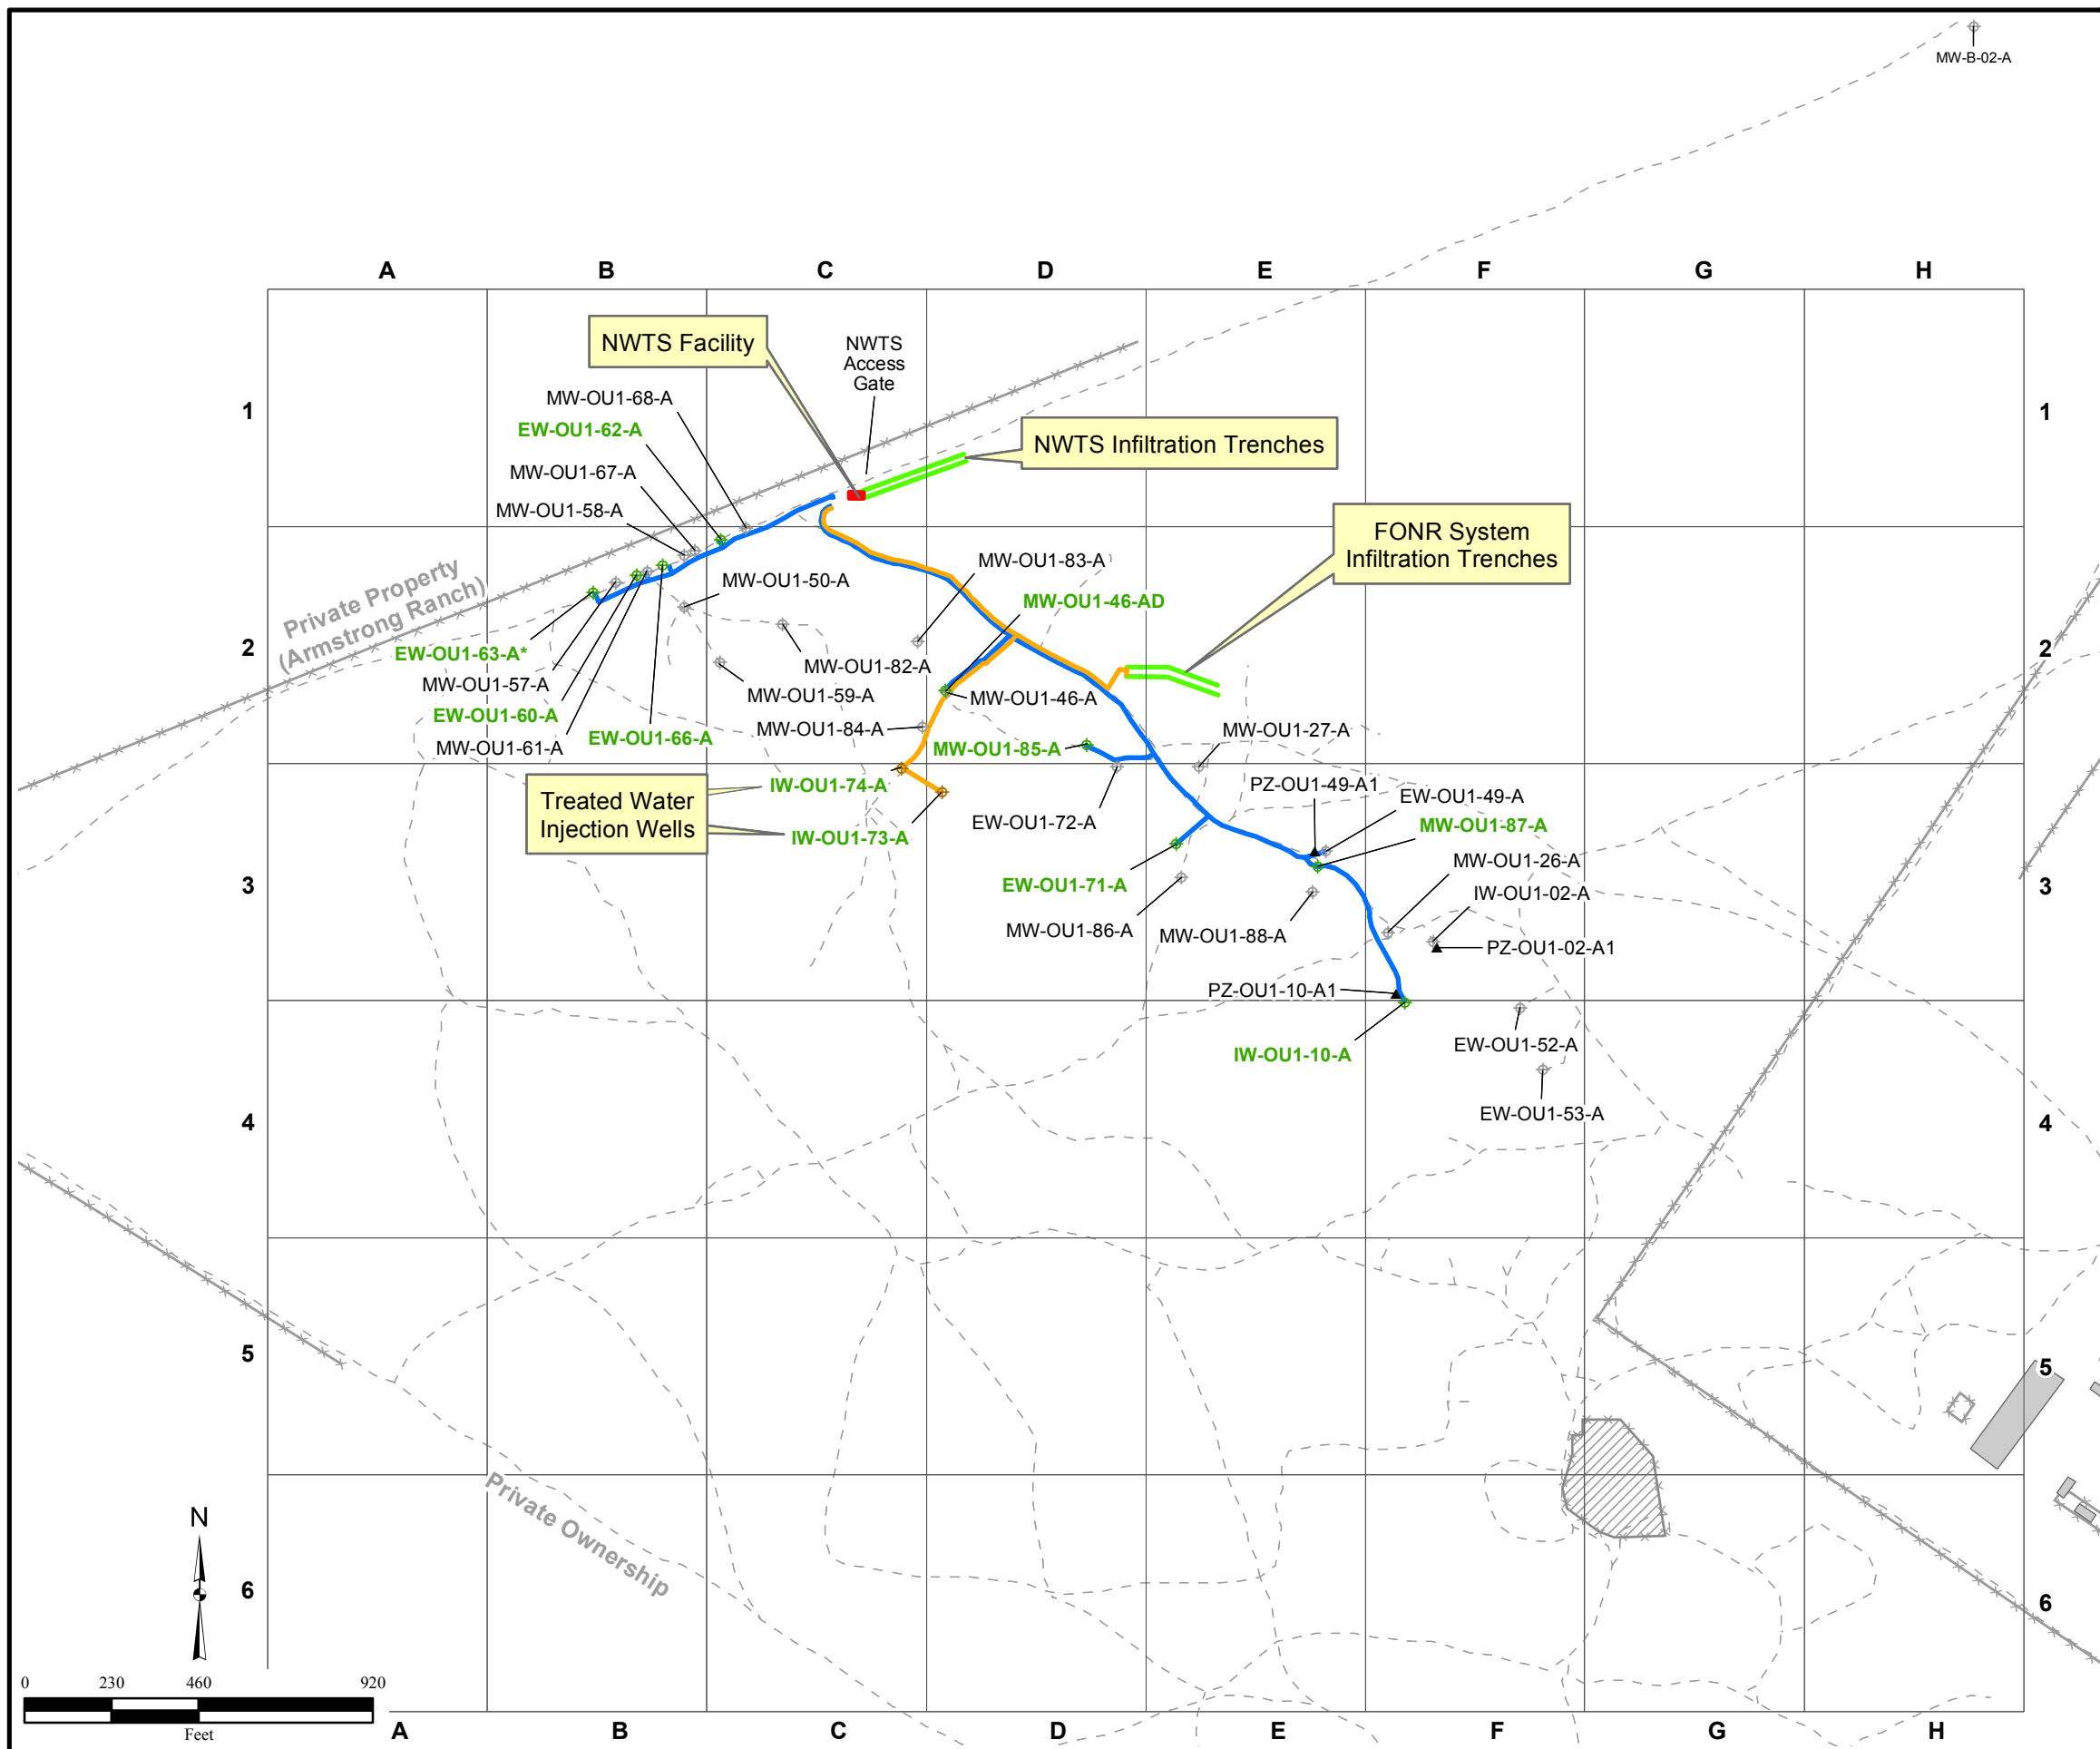 MW-B-02-A
A
B
C
D
E
F
G
H
NWTS Facility
NWTS
Access
Gate
MW-OU1-68-A
1
1
EW-OU1-62-A
NWTS Infiltration Trenches
MW-OU1-67-A
MW-OU1-58-A
FONR System
Infiltration Trenches
MW-OU1-83-A
MW-OU1-50-A
Private Property
(Armstrong Ranch)
MW-OU1-46-AD
2
2
EW-OU1-63-A*
MW-OU1-82-A
MW-OU1-57-A
MW-OU1-59-A
MW-OU1-46-A
EW-OU1-60-A
MW-OU1-84-A
MW-OU1-27-A
EW-OU1-66-A
MW-OU1-61-A
MW-OU1-85-A
IW-OU1-74-A
PZ-OU1-49-A1
EW-OU1-49-A
Treated Water
Injection Wells
EW-OU1-72-A
MW-OU1-87-A
IW-OU1-73-A
MW-OU1-26-A
3
3
EW-OU1-71-A
IW-OU1-02-A
MW-OU1-86-A
MW-OU1-88-A
PZ-OU1-02-A1
PZ-OU1-10-A1
EW-OU1-52-A
IW-OU1-10-A
EW-OU1-53-A
4
4
5
5
Private Ownership
N
6
6
0
230
460
920
Feet
A
B
C
D
E
F
G
H